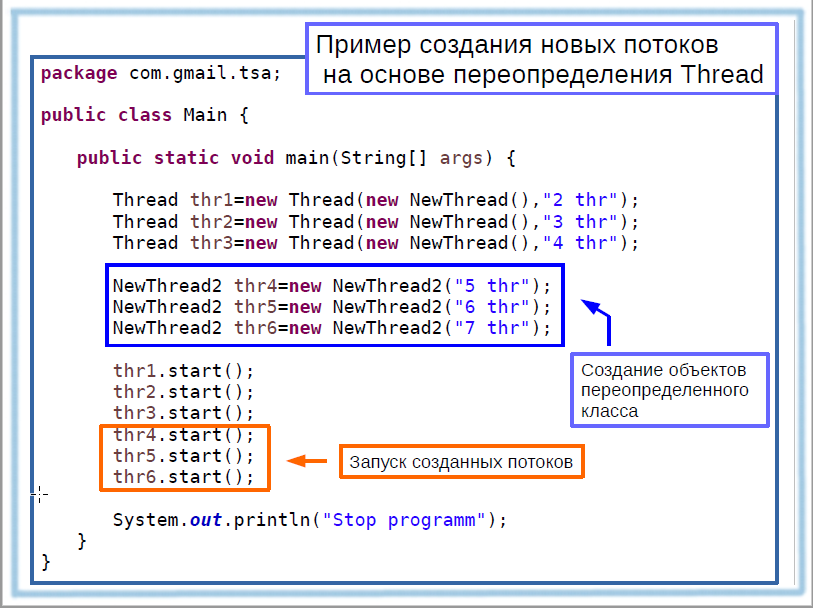 Пример создания новых потоков
на основе переопределения Thread
package com.gmail.tsa;
public class Main {
public static void main(String[] args) {
Thread thr1=new Thread(new NewThread(),"2 thr");
Thread thr2=new Thread(new NewThread(),"3 thr");
Thread thr3=new Thread(new NewThread(),"4 thr");
NewThread2 thr4=new NewThread2("5 thr");
NewThread2 thr5=new NewThread2("6 thr");
NewThread2 thr6=new NewThread2("7 thr");
Создание объектов
переопределенного
класса
thr1.start();
thr2.start();
thr3.start();
thr4.start();
thr5.start();
thr6.start();
Запуск созданных потоков
System.out.println("Stop programm");
}
}